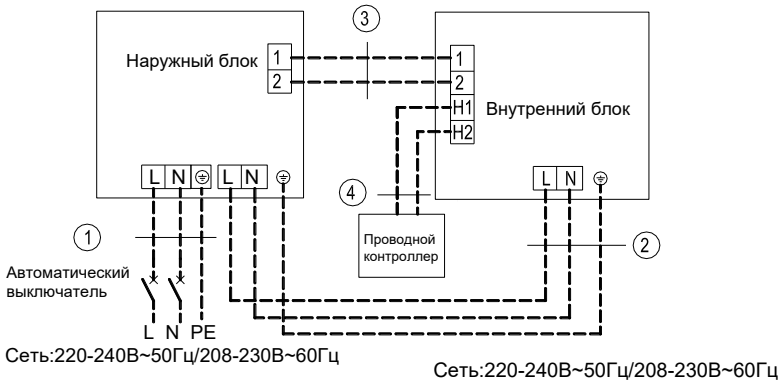 3
Наружный блок
1
2
1
2
H1
H2
Внутренний блок
L N
L N
L N
4
1
Проводной
контроллер
2
Автоматический
выключатель
L N PE
Сеть:220-240В~50Гц/208-230В~60Гц
Сеть:220-240В~50Гц/208-230В~60Гц